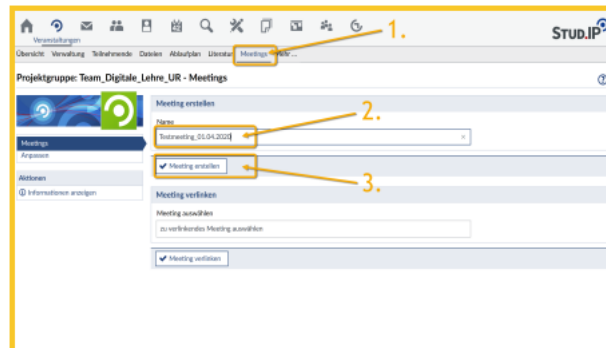 1.
STUD.IP
Veranstaltungen
Übersicht Verwaltung Teilnehmende Dateien Ablaufplan Literatur Meetings Mehr ...
Projektgruppe: Team_Digitale_Lehre_UR - Meetings
Meeting erstellen
2.
Name
Testmeeting_01.04.2020
Meetings
Anpassen
Meeting erstellen
3.
Aktionen
Informationen anzeigen
Meeting verlinken
Meeting auswählen
zu verlinkendes Meeting auswählen
Meeting verlinken